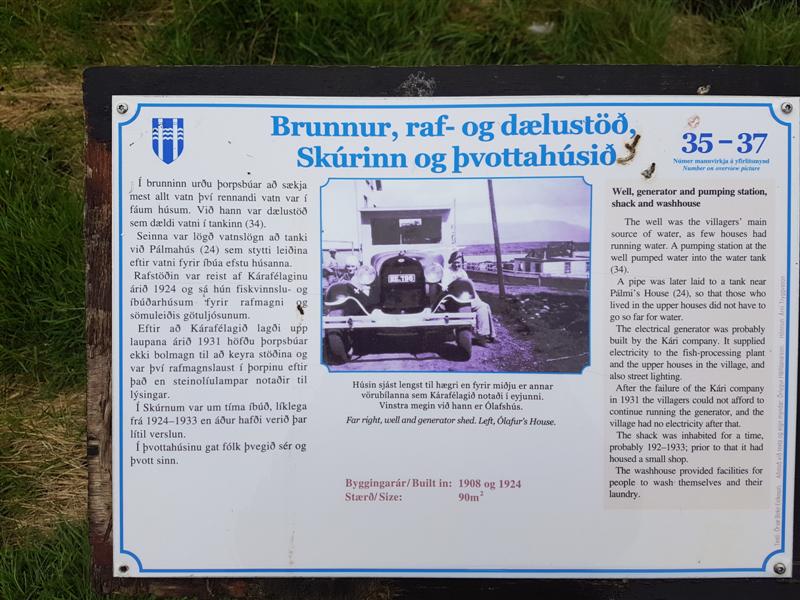 Brunnur, raf- og dælustöð,
Skúrinn og þvottahúsið
35 – 37
Númer mannvirkja á yfirlitsmynd
Number on overview picture
Í brunninn urðu þorpsbúar að sækja
mest allt vatn því rennandi vatn var í
fáum húsum. Við hann var dælustöð
sem dældi vatni í tankinn (34).
Seinna var lögð vatnslögn að tanki
við Pálmahús (24) sem stytti leiðina
eftir vatni fyrir íbúa efstu húsanna.
Rafstöðin var reist af Kárafélaginu
árið 1924 og sá hún fiskvinnslu- og
íbúðarhúsum fyrir rafmagni og
sömuleiðis götuljósunum.
Eftir að Kárafélagið lagði upp
laupana árið 1931 höfðu þorpsbúar
ekki bolmagn til að keyra stöðina og
var því rafmagnslaust í þorpinu eftir
það en steinolíulampar notaðir til
lýsingar.
Í Skúrnum var um tíma íbúð, líklega
frá 1924–1933 en áður hafði verið þar
lítil verslun.
Í þvottahúsinu gat fólk þvegið sér og
þvott sinn.
Húsin sjást lengst til hægri en fyrir miðju er annar
vörubílanna sem Kárafélagið notaði í eyjunni.
Vinstra megin við hann er Ólafshús.
Far right, well and generator shed. Left, Ólafur's House.
Byggingarár/ Built in: 1908 og 1924
Stærð/ Size: 90m²
Well, generator and pumping station,
shack and washhouse
The well was the villagers' main
source of water, as few houses had
running water. A pumping station at the
well pumped water into the water tank
(34).
A pipe was later laid to a tank near
Pálmi's House (24), so that those who
lived in the upper houses did not have to
go so far for water.
The electrical generator was probably
built by the Kári company. It supplied
electricity to the fish-processing plant
and the upper houses in the village, and
also street lighting.
After the failure of the Kári company
in 1931 the villagers could not afford to
continue running the generator, and the
village had no electricity after that.
The shack was inhabited for a time,
probably 192–1933; prior to that it had
housed a small shop.
The washhouse provided facilities for
people to wash themselves and their
laundry.